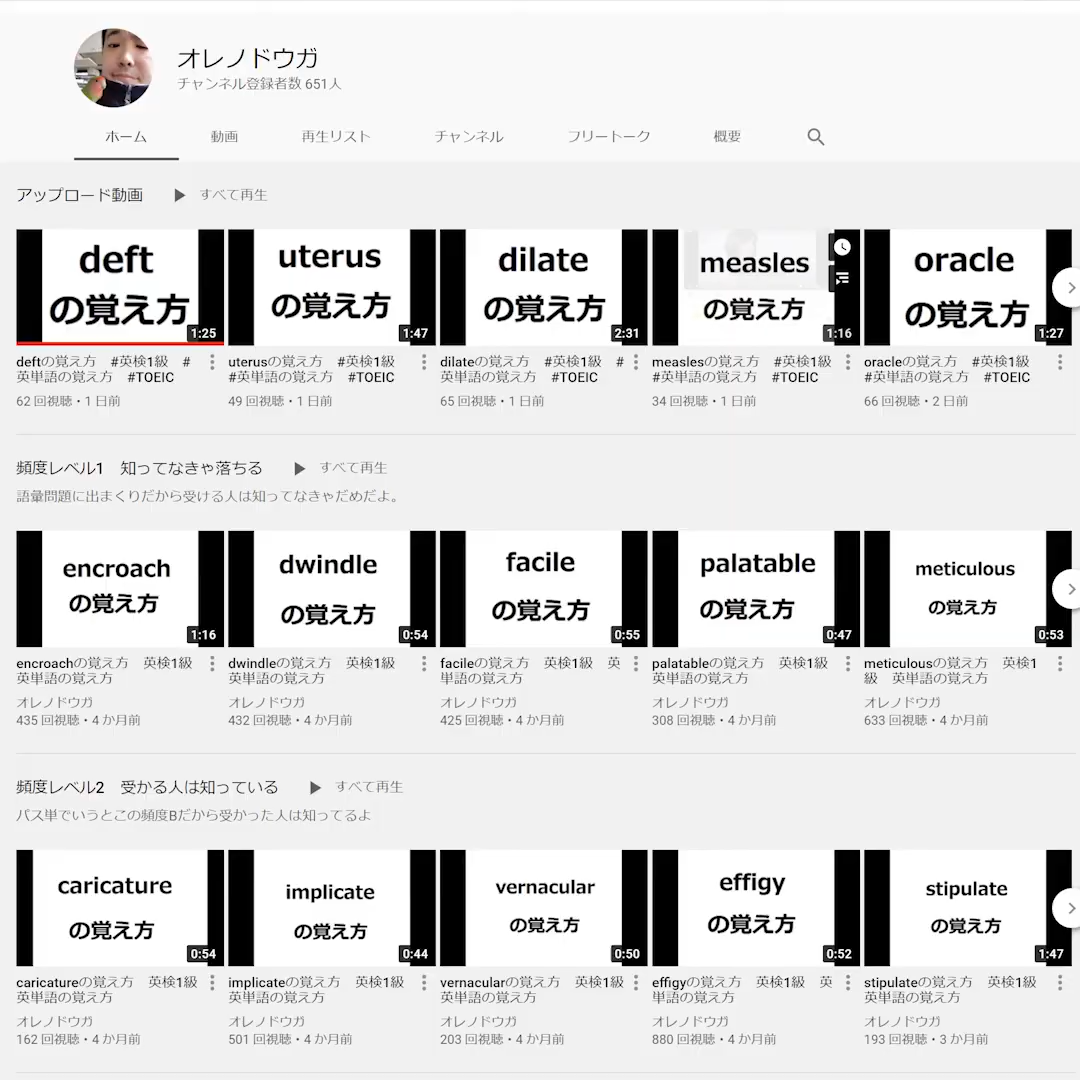 オレノドウガ
チャンネル登録者数 651人
ホーム 動画 再生リスト チャンネル フリートーク 概要
アップロード動画 すべて再生
deft
の覚え方
1:25
uterus
の覚え方
1:47
dilate
の覚え方
2:31
measles
の覚え方
1:16
oracle
の覚え方
1:27
deftの覚え方 #英検1級 #
英単語の覚え方 #TOEIC
62 回視聴・1 日前
uterusの覚え方 #英検1級
#英単語の覚え方 #TOEIC
49 回視聴・1 日前
dilateの覚え方 #英検1級 #
英単語の覚え方 #TOEIC
65 回視聴・1 日前
measlesの覚え方 #英検1級
#英単語の覚え方 #TOEIC
34 回視聴・1 日前
oracleの覚え方 #英検1級
#英単語の覚え方 #TOEIC
66 回視聴・2 日前
頻度レベル1 知ってなきゃ落ちる すべて再生
語彙問題に出まくりだから受ける人は知ってなきゃだめだよ。
encroach
の覚え方
1:16
dwindle
の覚え方
0:54
facile
の覚え方
0:55
palatable
の覚え方
0:47
meticulous
の覚え方
0:53
encroachの覚え方 英検1級
英単語の覚え方
オレノドウガ
435 回視聴・4 か月前
dwindleの覚え方 英検1級
英単語の覚え方
オレノドウガ
432 回視聴・4 か月前
facileの覚え方 英検1級 英
単語の覚え方
オレノドウガ
425 回視聴・4 か月前
palatableの覚え方 英検1級
英単語の覚え方
オレノドウガ
308 回視聴・4 か月前
meticulousの覚え方 英検1
級 英単語の覚え方
オレノドウガ
633 回視聴・4 か月前
頻度レベル2 受かる人は知っている すべて再生
パス単でいうとこの頻度Bだから受かった人は知ってるよ
caricature
の覚え方
0:54
implicate
の覚え方
0:44
vernacular
の覚え方
0:50
effigy
の覚え方
0:52
stipulate
の覚え方
1:47
caricatureの覚え方 英検1級
英単語の覚え方
オレノドウガ
162 回視聴・4 か月前
implicateの覚え方 英検1級
英単語の覚え方
オレノドウガ
501 回視聴・4 か月前
vernacularの覚え方 英検1級
英単語の覚え方
オレノドウガ
203 回視聴・4 か月前
effigyの覚え方 英検1級 英
単語の覚え方
オレノドウガ
880 回視聴・4 か月前
stipulateの覚え方 英検1級
英単語の覚え方
オレノドウガ
193 回視聴・3 か月前